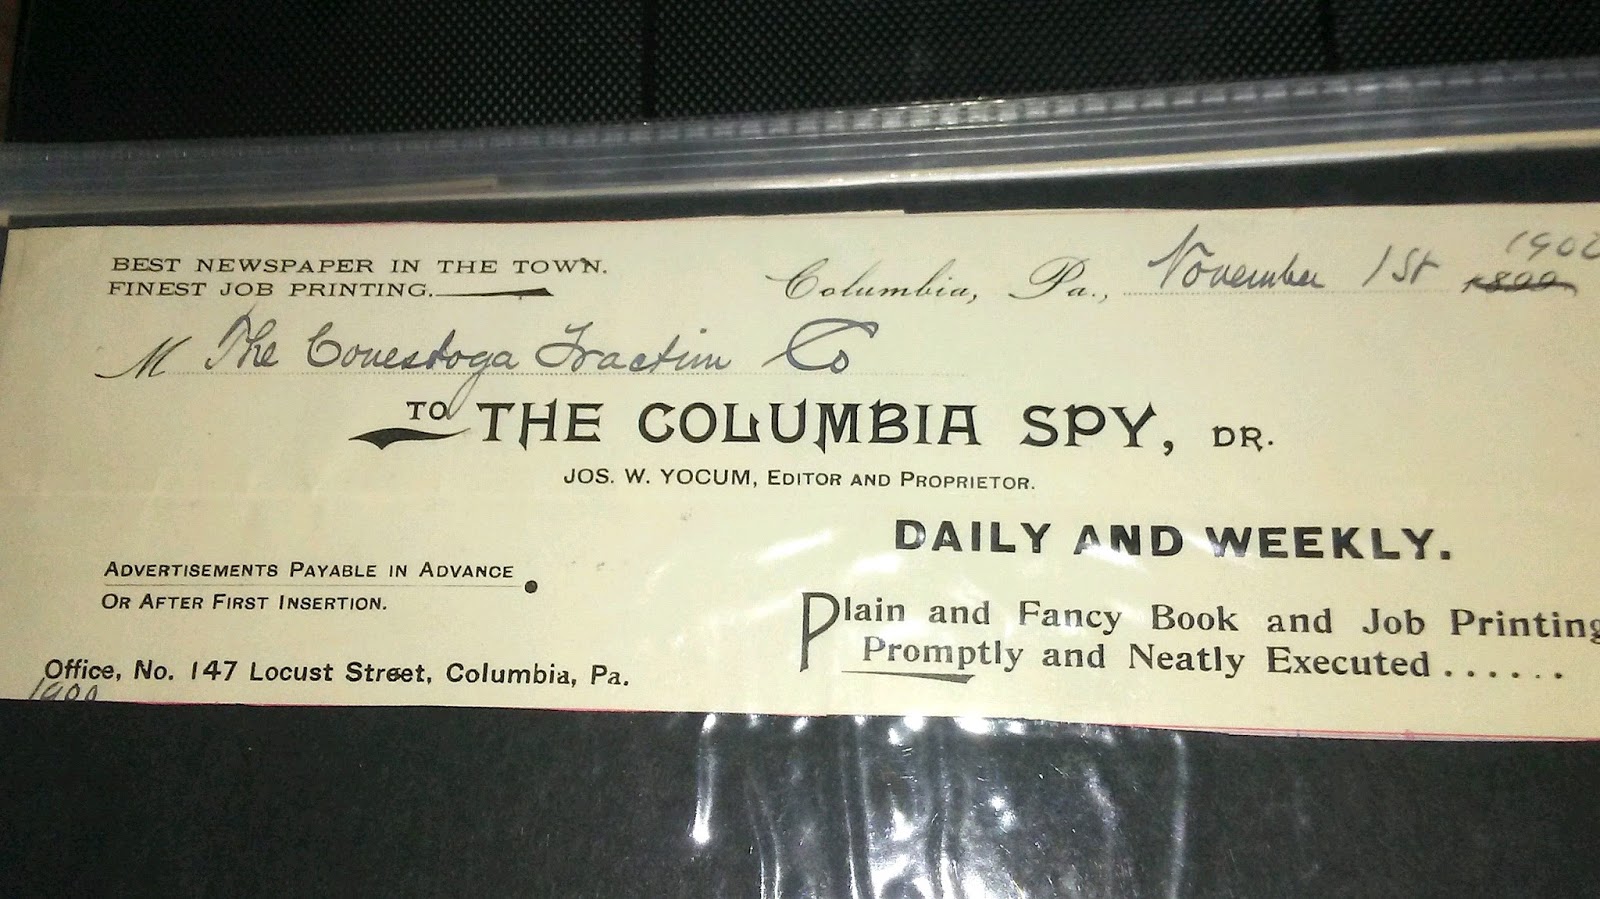 BEST NEWSPAPER IN THE TOWN.
FINEST JOB PRINTING.
Columbia, Pa., November 1st 1900
M The Conestoga Traction Co
TO THE COLUMBIA SPY, DR.
JOS. W. YOCUM, EDITOR AND PROPRIETOR.
DAILY AND WEEKLY.
ADVERTISEMENTS PAYABLE IN ADVANCE
OR AFTER FIRST INSERTION.
Plain and Fancy Book and Job Printing
Promptly and Neatly Executed......
Office, No. 147 Locust Street, Columbia, Pa.
1900